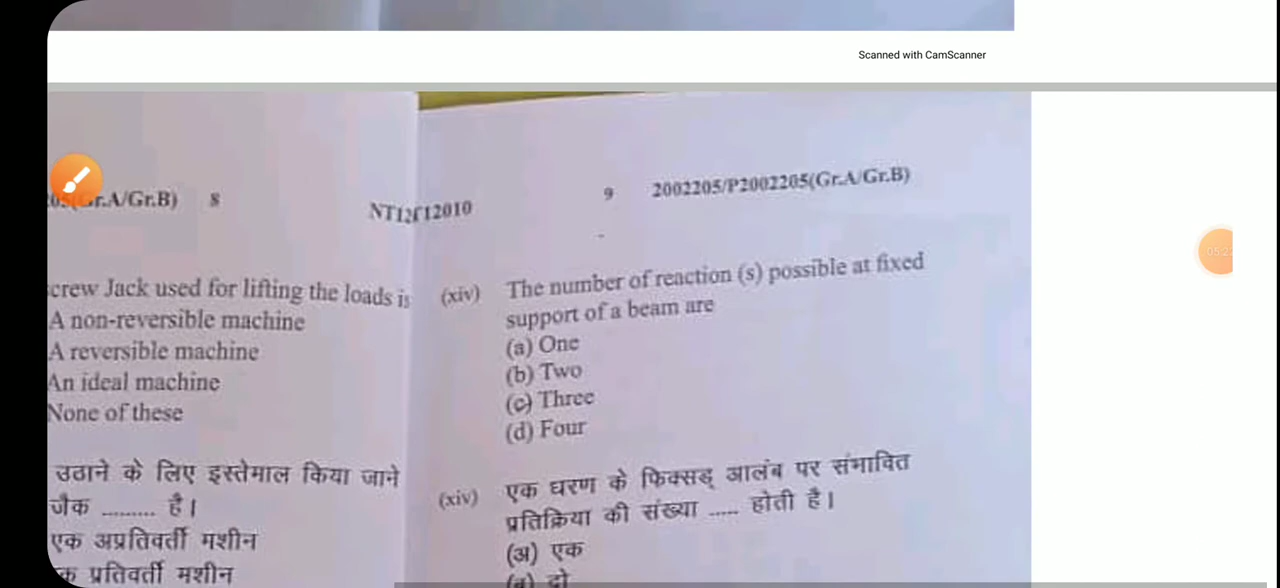 Scanned with CamScanner
r.A/Gr.B) 8
NT12f12010
crew Jack used for lifting the loads is
A non-reversible machine
A reversible machine
An ideal machine
None of these
उठाने के लिए इस्तेमाल किया जाने
जैक ......... है।
एक अप्रतिवर्ती मशीन
क प्रतिवर्ती मशीन
9 2002205/P2002205(Gr.A/Gr.B)
(xiv) The number of reaction (s) possible at fixed
support of a beam are
(a) One
(b) Two
(c) Three
(d) Four
(xiv) एक धरण के फिक्सड् आलंब पर संभावित
प्रतिक्रिया की संख्या ..... होती है।
(अ) एक
(ब) दो
05:22